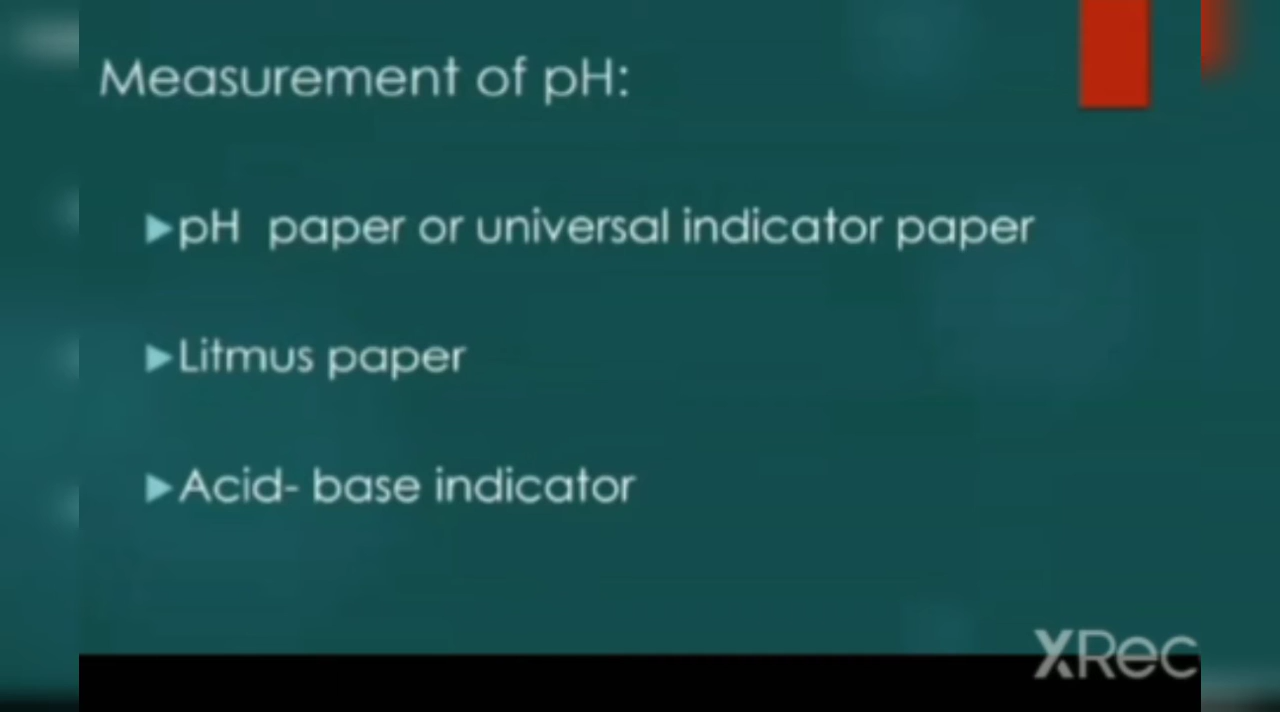 Measurement of pH:
pH paper or universal indicator paper
Litmus paper
Acid- base indicator
XRec